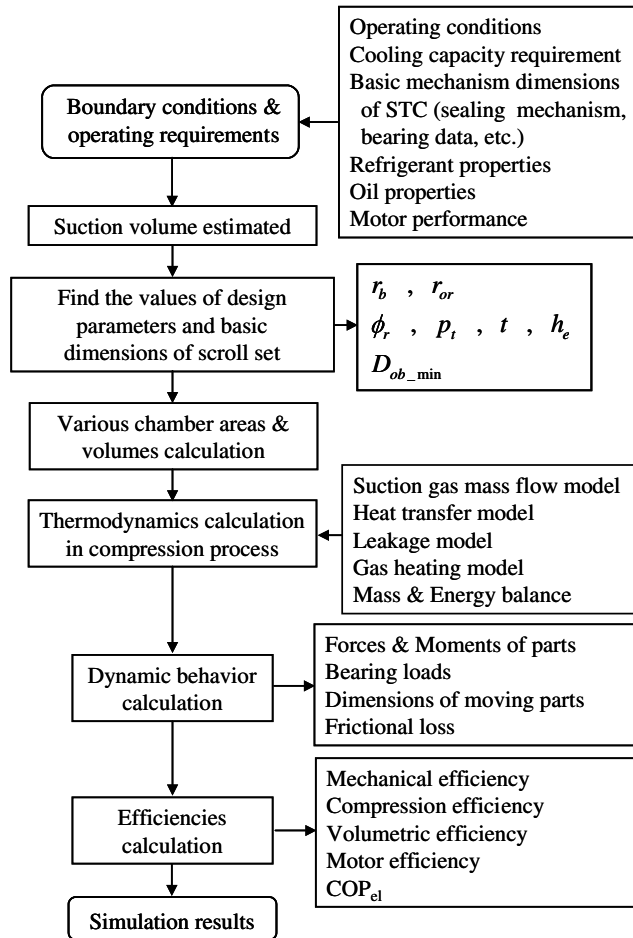 Operating conditions
Cooling capacity requirement
Basic mechanism dimensions
of STC (sealing mechanism,
bearing data, etc.)
Refrigerant properties
Oil properties
Motor performance
Boundary conditions &
operating requirements
Suction volume estimated
Find the values of design
parameters and basic
dimensions of scroll set
r_b , r_or
ϕ_r , p_t , t , h_e
D_ob_min
Various chamber areas &
volumes calculation
Thermodynamics calculation
in compression process
Suction gas mass flow model
Heat transfer model
Leakage model
Gas heating model
Mass & Energy balance
Dynamic behavior
calculation
Forces & Moments of parts
Bearing loads
Dimensions of moving parts
Frictional loss
Efficiencies
calculation
Mechanical efficiency
Compression efficiency
Volumetric efficiency
Motor efficiency
COP_el
Simulation results